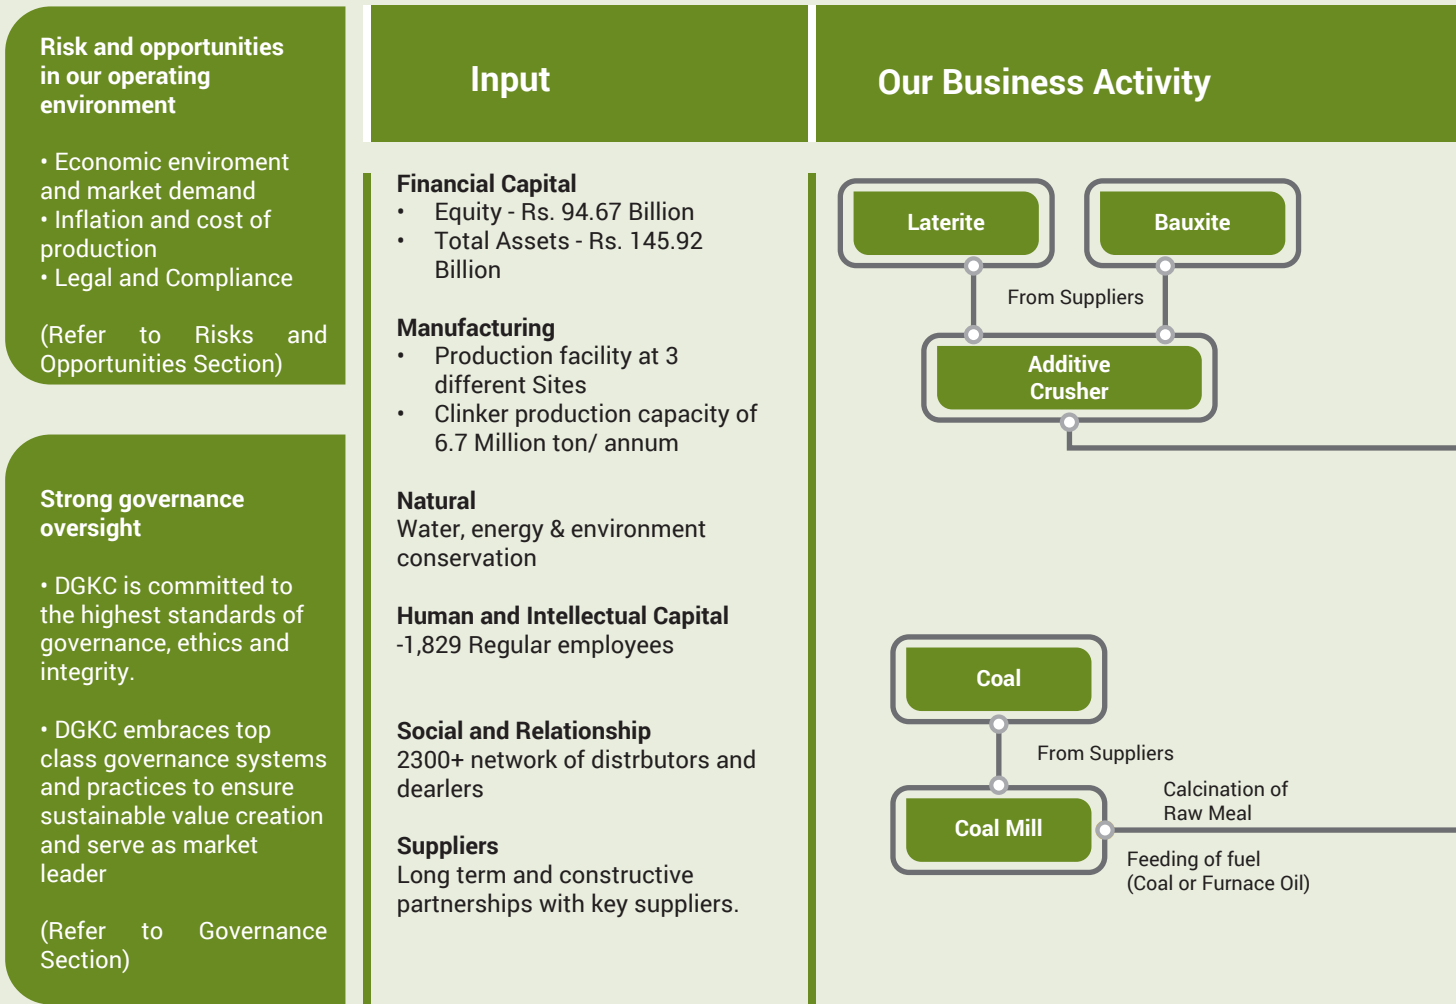 Risk and opportunities
in our operating
environment
• Economic enviroment
and market demand
• Inflation and cost of
production
• Legal and Compliance
(Refer to Risks and
Opportunities Section)
Strong governance
oversight
• DGKC is committed to
the highest standards of
governance, ethics and
integrity.
• DGKC embraces top
class governance systems
and practices to ensure
sustainable value creation
and serve as market
leader
(Refer to Governance
Section)
Input
Financial Capital
• Equity - Rs. 94.67 Billion
• Total Assets - Rs. 145.92
Billion
Manufacturing
• Production facility at 3
different Sites
• Clinker production capacity of
6.7 Million ton/ annum
Natural
Water, energy & environment
conservation
Human and Intellectual Capital
-1,829 Regular employees
Social and Relationship
2300+ network of distrbutors and
dearlers
Suppliers
Long term and constructive
partnerships with key suppliers.
Our Business Activity
Laterite
Bauxite
From Suppliers
Additive
Crusher
Coal
From Suppliers
Coal Mill
Calcination of
Raw Meal
Feeding of fuel
(Coal or Furnace Oil)